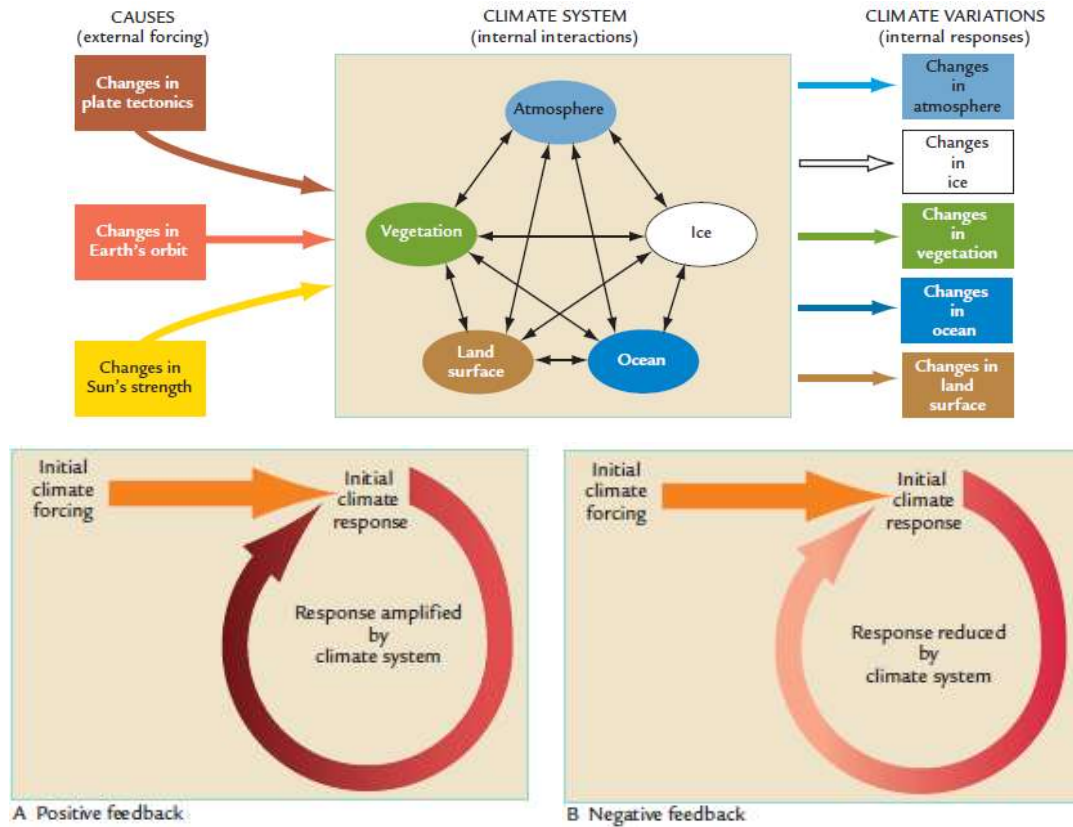 CAUSES
(external forcing)
CLIMATE SYSTEM
(internal interactions)
CLIMATE VARIATIONS
(internal responses)
Changes in
plate tectonics
Changes in
Earth's orbit
Changes in
Sun's strength
Atmosphere
Vegetation
Ice
Land
surface
Ocean
Changes
in
atmosphere
Changes
in
ice
Changes
in
vegetation
Changes
in
ocean
Changes in
land
surface
Initial
climate
forcing
Initial
climate
response
Response amplified
by
climate system
A Positive feedback
Initial
climate
forcing
Initial
climate
response
Response reduced
by
climate system
B Negative feedback